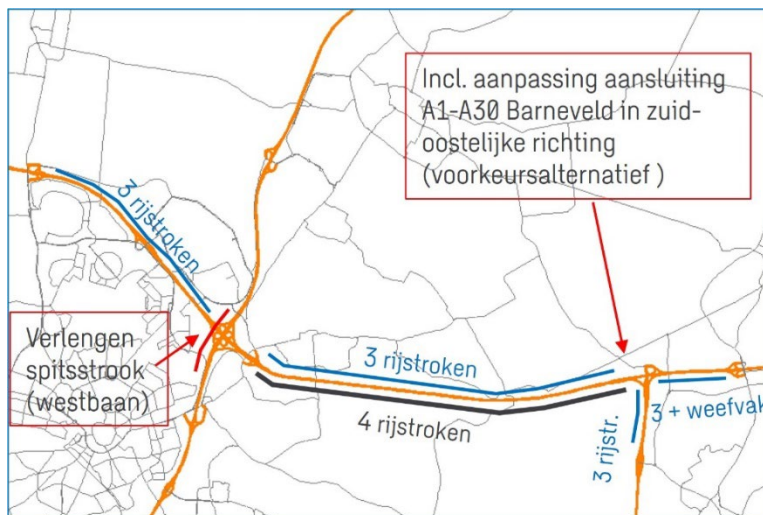 Incl. aanpassing aansluiting
A1-A30 Barneveld in zuid-
oostelijke richting
(voorkeursalternatief )
3 rijstroken
Verlengen
spitsstrook
(westbaan)
3 rijstroken
4 rijstroken
3 + weefvak
3 rijstr.